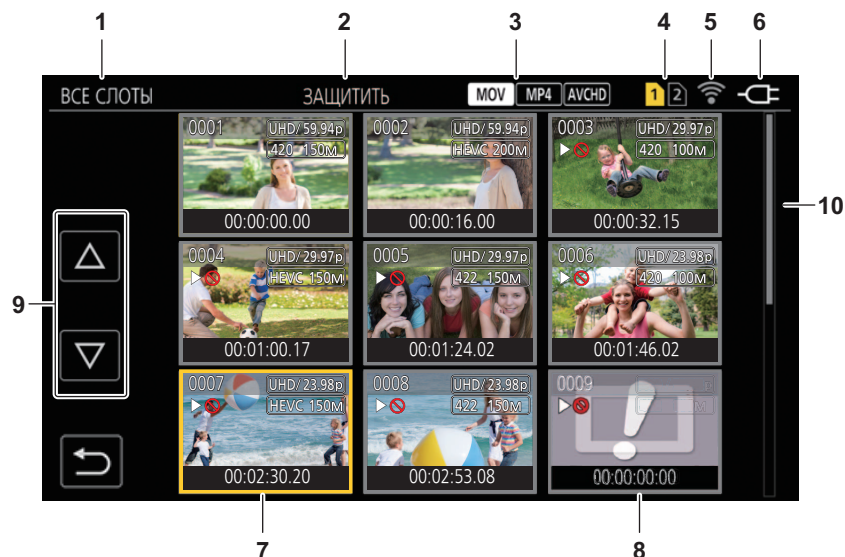 1 2 3 4 5 6
ВСЕ СЛОТЫ ЗАЩИТИТЬ MOV MP4 AVCHD 1 2
0001 UHD/59.94p 0002 UHD/59.94p 0003 UHD/29.97p
420 150M HEVC 200M 420 100M
10
00:00:00.00 00:00:16.00 00:00:32.15
0004 UHD/29.97p 0005 UHD/29.97p 0006 UHD/23.98p
HEVC 150M 422 150M 420 100M
9
00:01:00.17 00:01:24.02 00:01:46.02
0007 UHD/23.98p 0008 UHD/23.98p 0009
HEVC 150M 422 150M M
00:02:30.20 00:02:53.08 00:00:00:00
7 8